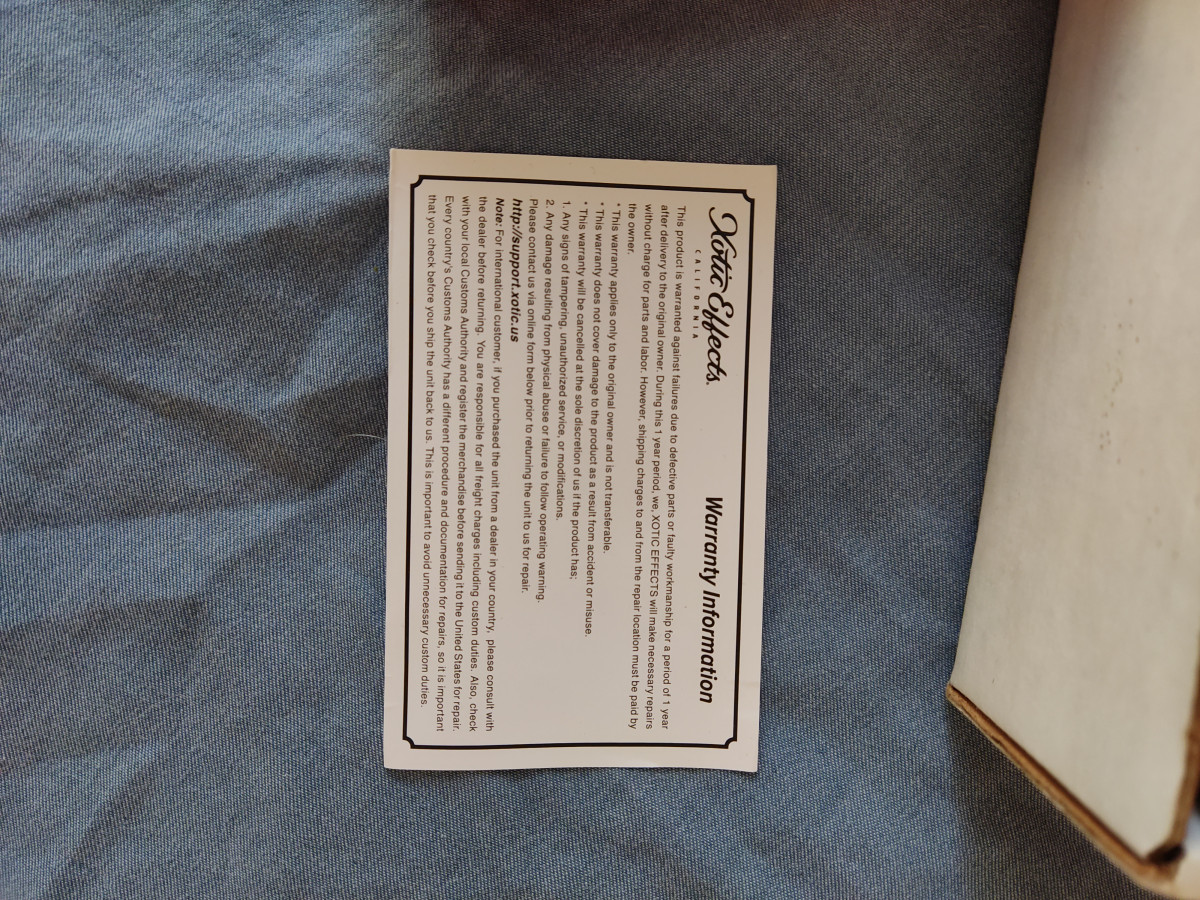 Xotic Effects.
CALIFORNIA
Warranty Information
This product is warranted against failures due to defective parts or faulty workmanship for a period of 1 year
after delivery to the original owner. During this 1 year period, we, XOTIC EFFECTS will make necessary repairs
without charge for parts and labor. However, shipping charges to and from the repair location must be paid by
the owner.
* This warranty applies only to the original owner and is not transferable.
* This warranty does not cover damage to the product as a result from accident or misuse.
* This warranty will be cancelled at the sole discretion of us if the product has;
1. Any signs of tampering, unauthorized service, or modifications.
2. Any damage resulting from physical abuse or failure to follow operating warning.
Please contact us via online form below prior to returning the unit to us for repair.
http://support.xotic.us
Note: For international customer, if you purchased the unit from a dealer in your country, please consult with
the dealer before returning. You are responsible for all freight charges including custom duties. Also, check
with your local Customs Authority and register the merchandise before sending it to the United States for repair.
Every country's Customs Authority has a different procedure and documentation for repairs, so it is important
that you check before you ship the unit back to us. This is important to avoid unnecessary custom duties.